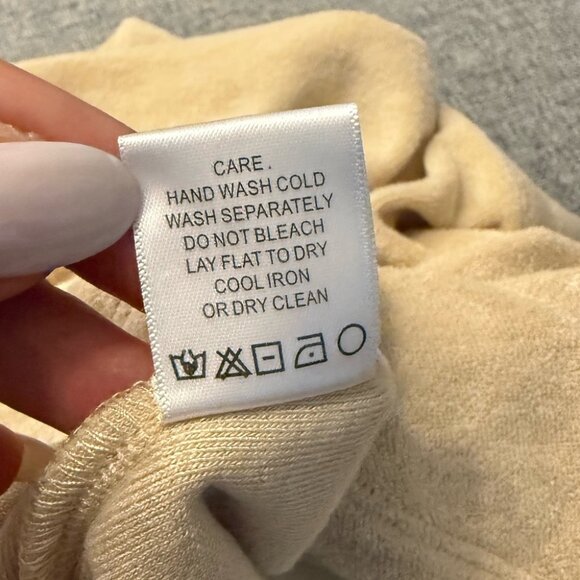 CARE .
HAND WASH COLD
WASH SEPARATELY
DO NOT BLEACH
LAY FLAT TO DRY
COOL IRON
OR DRY CLEAN